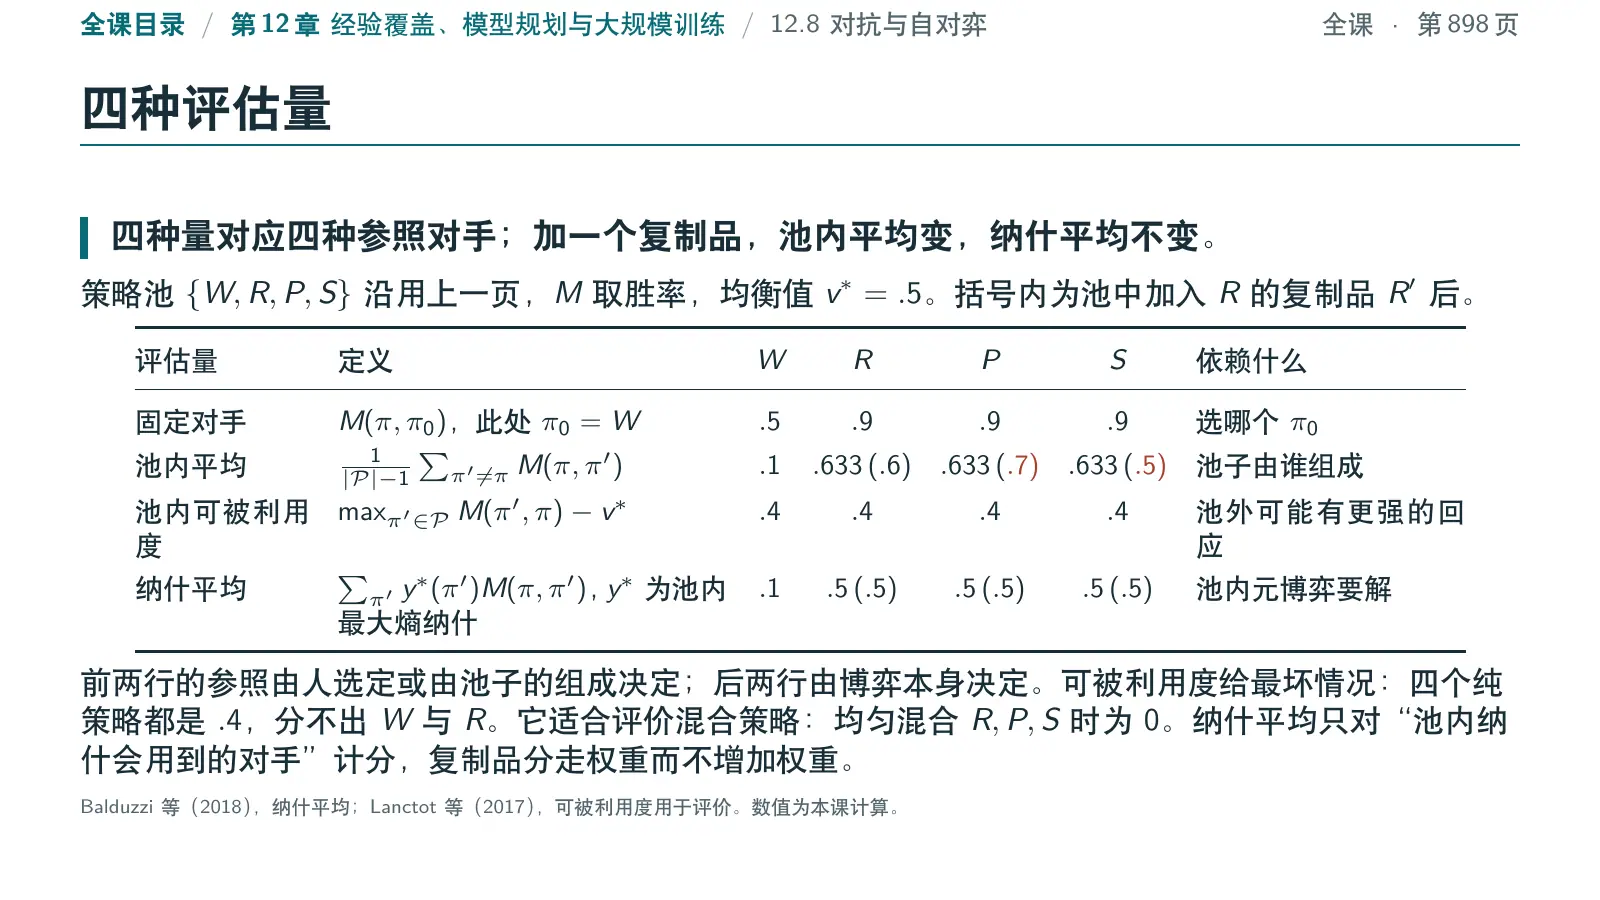 全课目录 / 第 12 章 经验覆盖、模型规划与大规模训练 / 12.8 对抗与自对弈 全课 · 第 898 页
四种评估量
四种量对应四种参照对手；加一个复制品，池内平均变，纳什平均不变。
策略池 {W, R, P, S} 沿用上一页，M 取胜率，均衡值 v* = .5。括号内为池中加入 R 的复制品 R′ 后。
评估量 定义 W R P S 依赖什么
固定对手 M(π, π₀)，此处 π₀ = W .5 .9 .9 .9 选哪个 π₀
池内平均 1/(|𝒫|−1) ∑_{π′≠π} M(π, π′) .1 .633 (.6) .633 (.7) .633 (.5) 池子由谁组成
池内可被利用 max_{π′∈𝒫} M(π′, π) − v* .4 .4 .4 .4 池外可能有更强的回
度 应
纳什平均 ∑_{π′} y*(π′)M(π, π′)，y* 为池内 .1 .5 (.5) .5 (.5) .5 (.5) 池内元博弈要解
最大熵纳什
前两行的参照由人选定或由池子的组成决定；后两行由博弈本身决定。可被利用度给最坏情况：四个纯
策略都是 .4，分不出 W 与 R。它适合评价混合策略：均匀混合 R, P, S 时为 0。纳什平均只对“池内纳
什会用到的对手”计分，复制品分走权重而不增加权重。
Balduzzi 等（2018），纳什平均；Lanctot 等（2017），可被利用度用于评价。数值为本课计算。